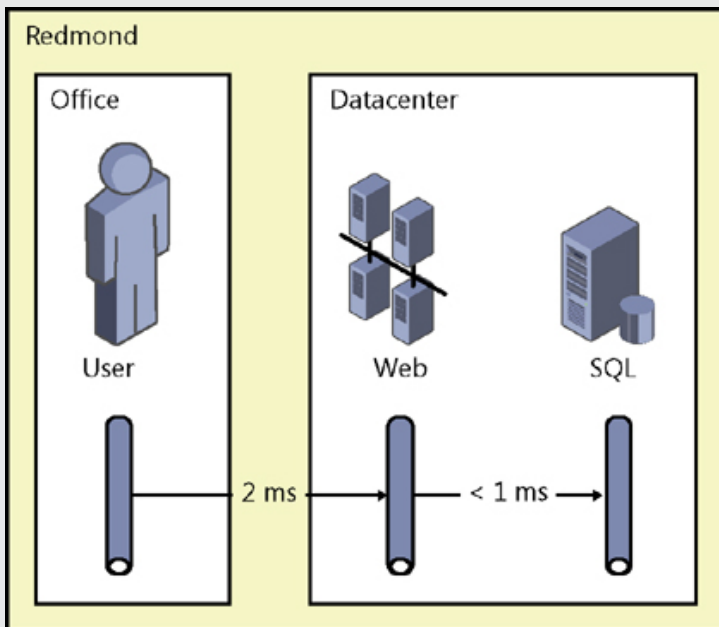 Redmond
Office
Datacenter
User
Web
SQL
2 ms
< 1 ms